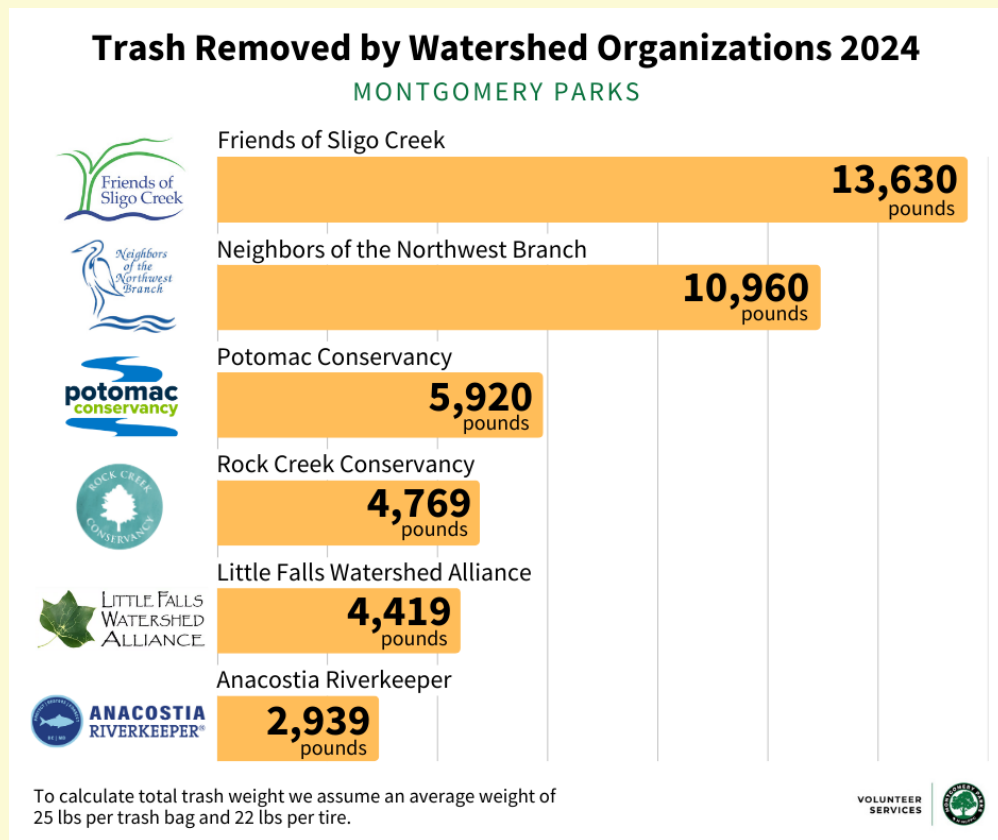 Trash Removed by Watershed Organizations 2024
MONTGOMERY PARKS
Friends of Sligo Creek
Friends of
Sligo Creek
13,630
pounds
Neighbors of the Northwest Branch
Neighbors
of the
Northwest
Branch
10,960
pounds
Potomac Conservancy
potomac
conservancy
5,920
pounds
Rock Creek Conservancy
ROCK CREEK
CONSERVANCY
4,769
pounds
Little Falls Watershed Alliance
LITTLE FALLS
WATERSHED
ALLIANCE
4,419
pounds
Anacostia Riverkeeper
ANACOSTIA
RIVERKEEPER®
2,939
pounds
To calculate total trash weight we assume an average weight of
25 lbs per trash bag and 22 lbs per tire.
VOLUNTEER
SERVICES
MONTGOMERY PARKS